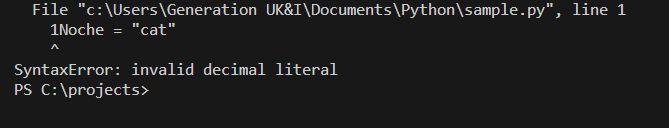 File "c:\Users\Generation UK&I\Documents\Python\sample.py", line 1
1Noche = "cat"
^
SyntaxError: invalid decimal literal
PS C:\projects>